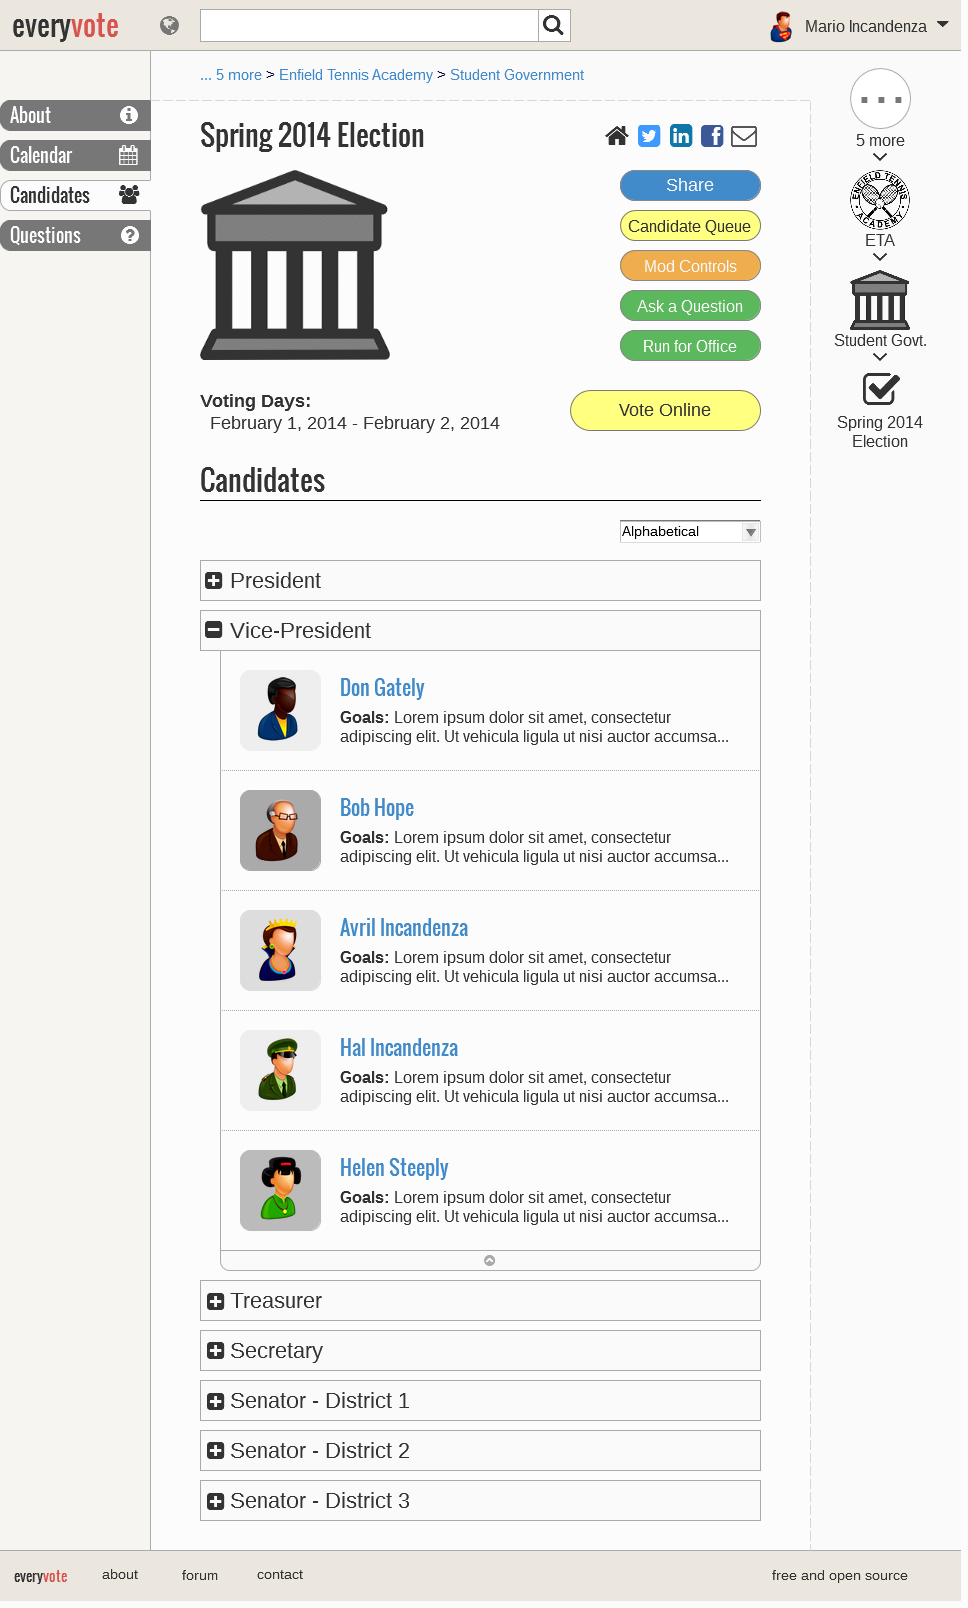 everyvote
Mario Incandenza
... 5 more > Enfield Tennis Academy > Student Government
About
Calendar
Candidates
Questions
Spring 2014 Election
Share
Candidate Queue
Mod Controls
Ask a Question
Run for Office
Voting Days:
February 1, 2014 - February 2, 2014
Vote Online
Candidates
Alphabetical
President
Vice-President
Don Gately
Goals: Lorem ipsum dolor sit amet, consectetur
adipiscing elit. Ut vehicula ligula ut nisi auctor accumsa...
Bob Hope
Goals: Lorem ipsum dolor sit amet, consectetur
adipiscing elit. Ut vehicula ligula ut nisi auctor accumsa...
Avril Incandenza
Goals: Lorem ipsum dolor sit amet, consectetur
adipiscing elit. Ut vehicula ligula ut nisi auctor accumsa...
Hal Incandenza
Goals: Lorem ipsum dolor sit amet, consectetur
adipiscing elit. Ut vehicula ligula ut nisi auctor accumsa...
Helen Steeply
Goals: Lorem ipsum dolor sit amet, consectetur
adipiscing elit. Ut vehicula ligula ut nisi auctor accumsa...
Treasurer
Secretary
Senator - District 1
Senator - District 2
Senator - District 3
...
5 more
ENFIELD TENNIS
ACADEMY
ETA
Student Govt.
Spring 2014
Election
everyvote
about
forum
contact
free and open source